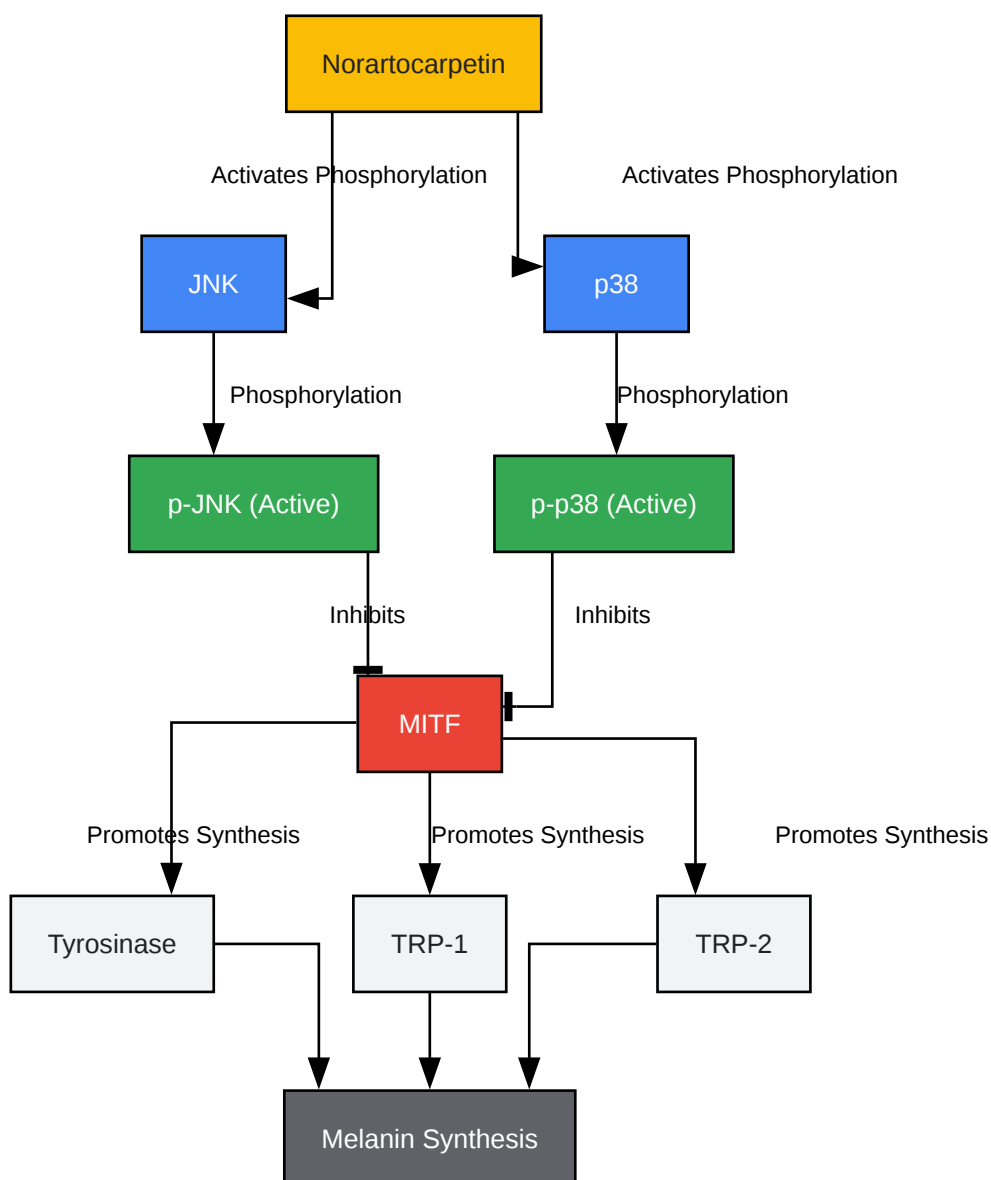 Norartocarpetin
Activates Phosphorylation
Activates Phosphorylation
JNK
p38
Phosphorylation
Phosphorylation
p-JNK (Active)
p-p38 (Active)
Inhibits
Inhibits
MITF
Promotes Synthesis
Promotes Synthesis
Promotes Synthesis
Tyrosinase
TRP-1
TRP-2
Melanin Synthesis